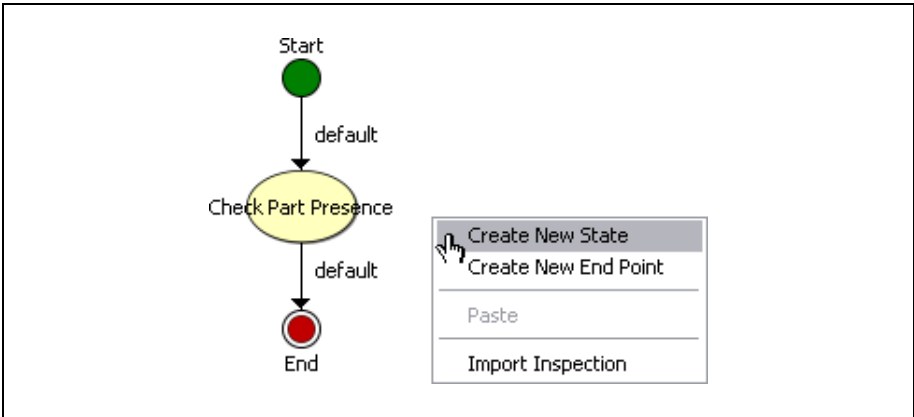 Start
default
Check Part Presence
default
End
Create New State
Create New End Point
Paste
Import Inspection